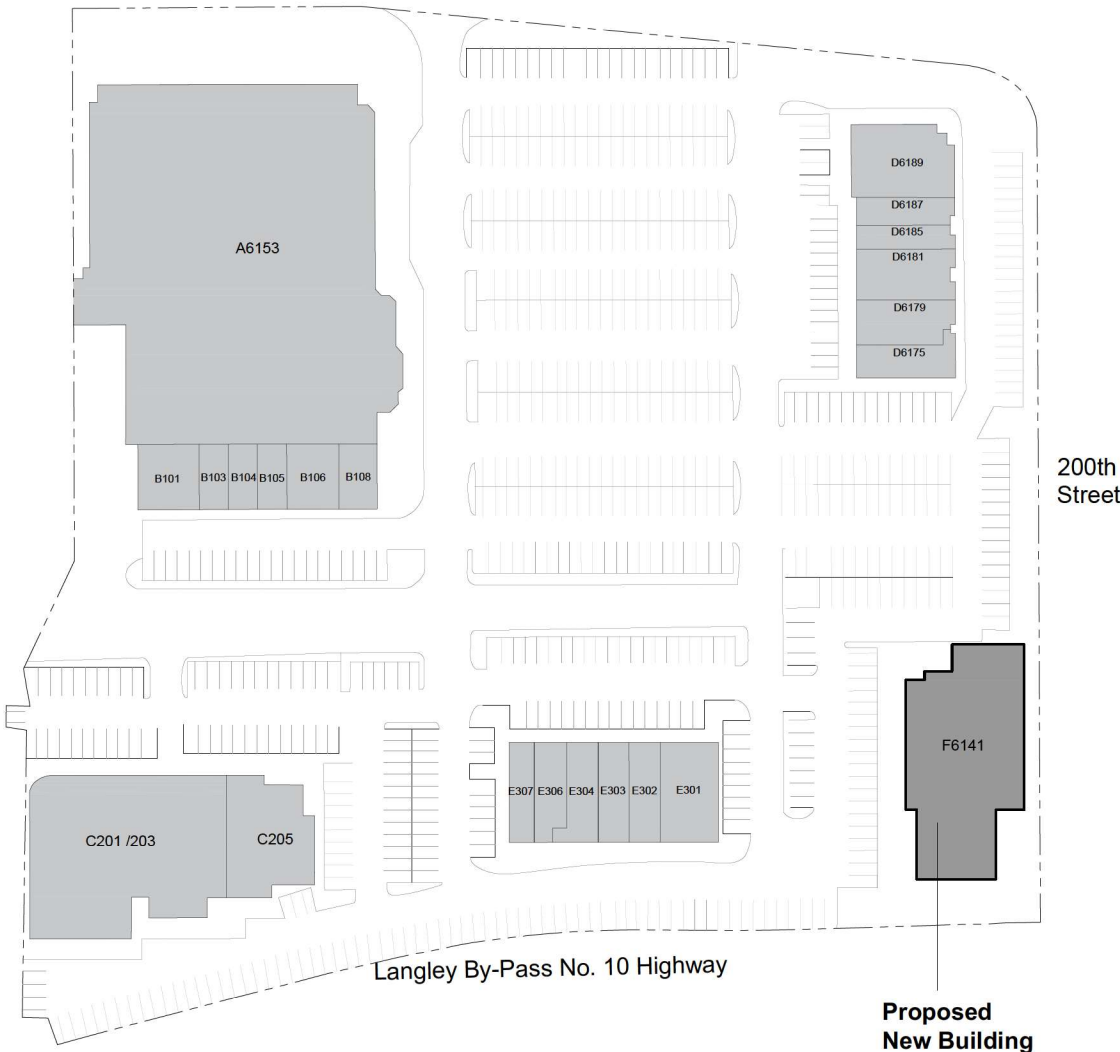 D6189
D6187
D6185
A6153
D6181
D6179
D6175
200th
Street
B101
B103
B104
B105
B106
B108
F6141
E307
E306
E304
E303
E302
E301
C201 /203
C205
Langley By-Pass No. 10 Highway
Proposed
New Building